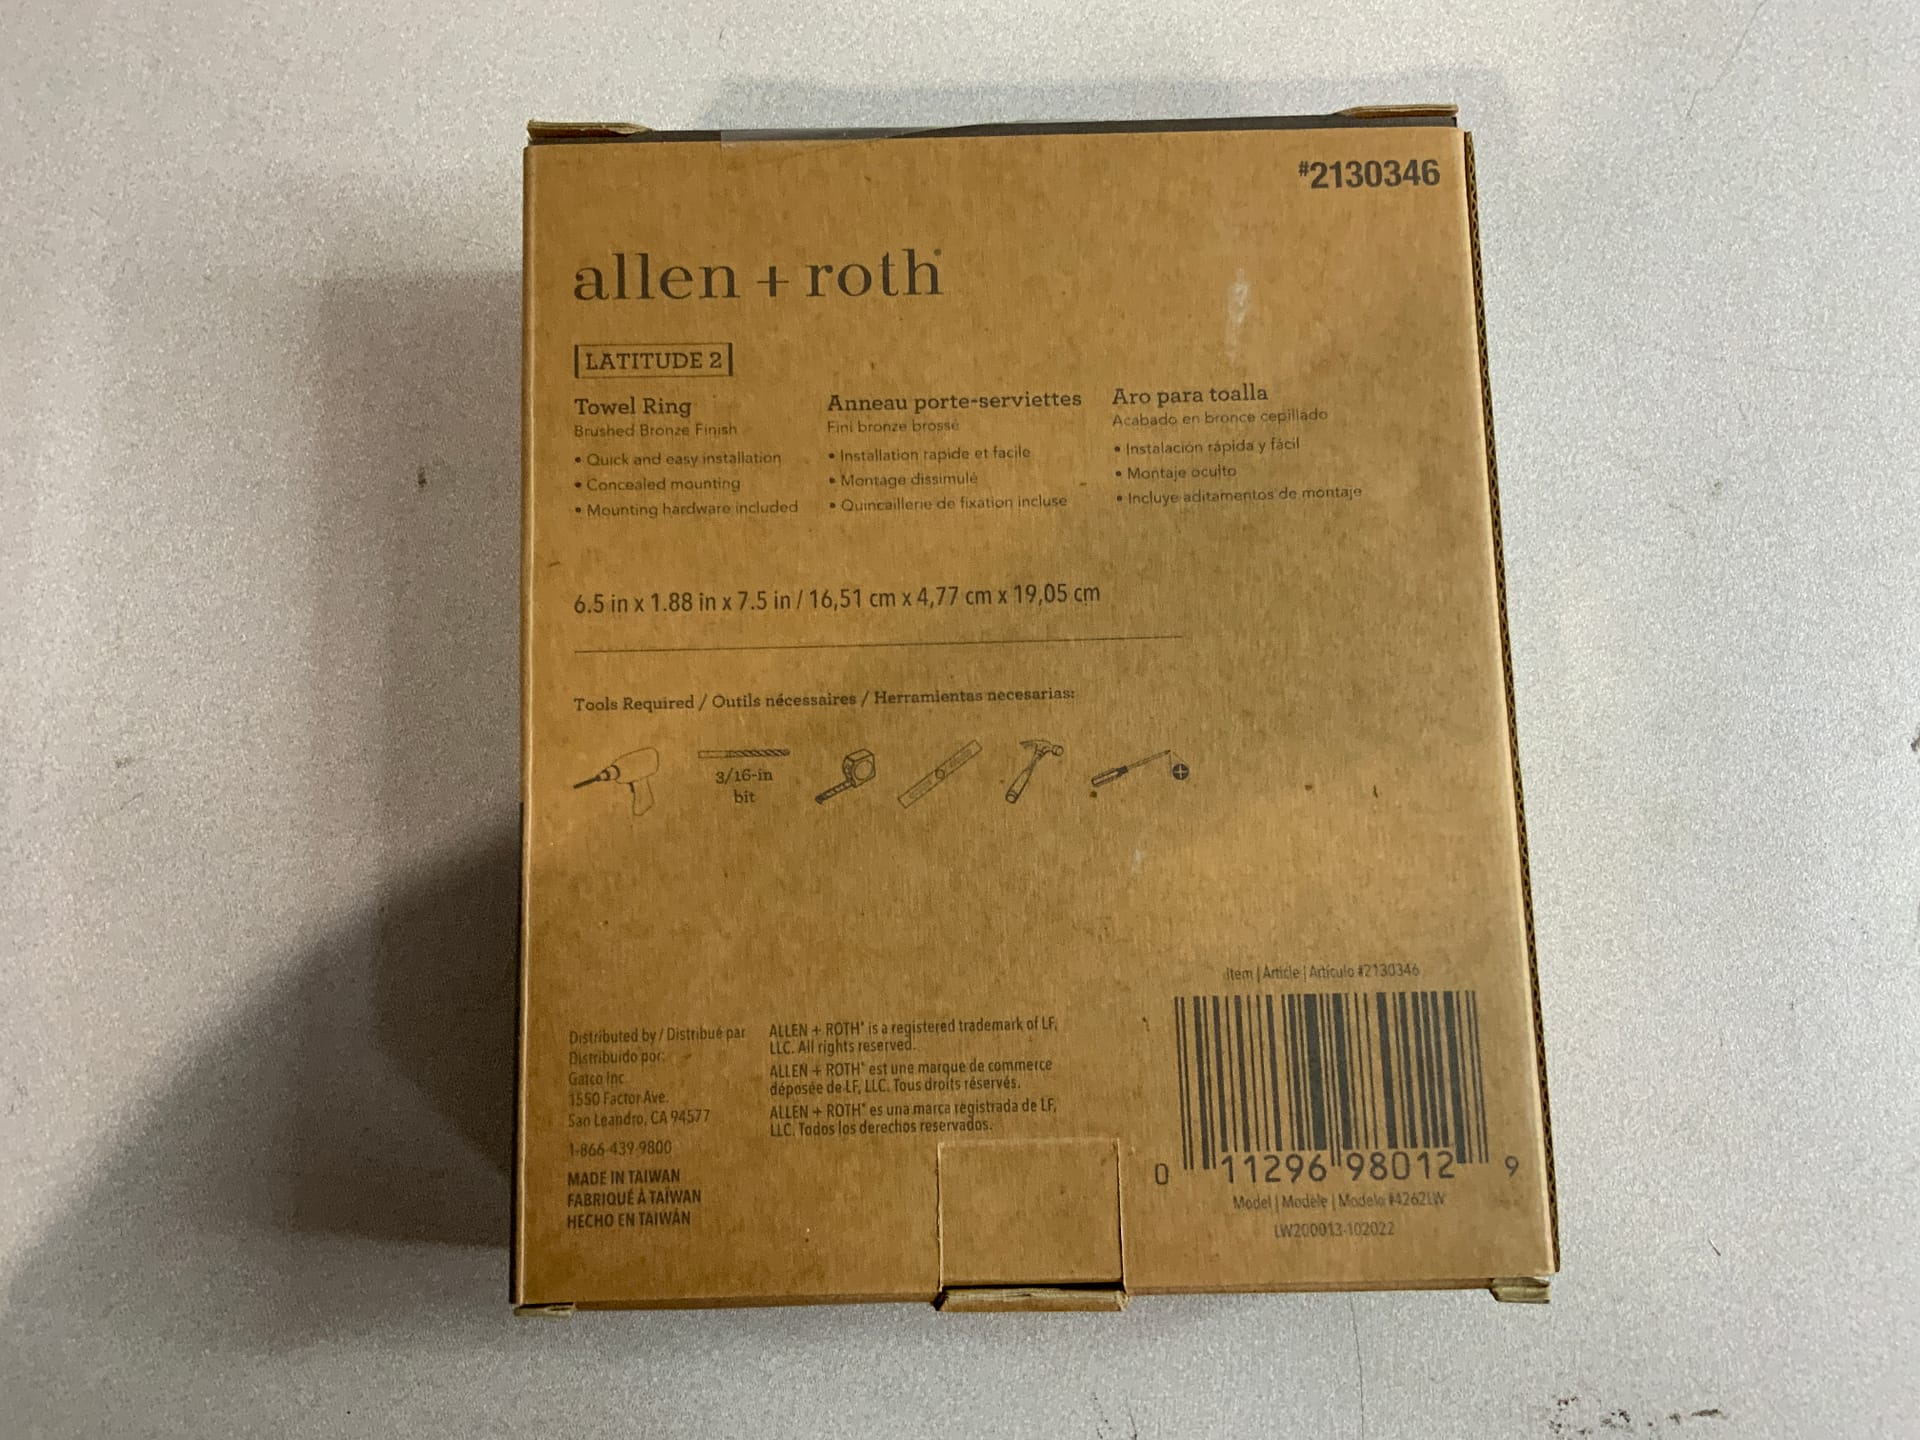 #2130346
allen + roth®
LATITUDE 2
Towel Ring
Brushed Bronze Finish
• Quick and easy installation
• Concealed mounting
• Mounting hardware included
Anneau porte-serviettes
Fini bronze brossé
• Installation rapide et facile
• Montage dissimulé
• Quincaillerie de fixation incluse
Aro para toalla
Acabado en bronce cepillado
• Instalación rápida y fácil
• Montaje oculto
• Incluye aditamentos de montaje
6.5 in x 1.88 in x 7.5 in / 16,51 cm x 4,77 cm x 19,05 cm
Tools Required / Outils nécessaires / Herramientas necesarias:
3/16-in
bit
Distributed by / Distribué par
Distribuido por:
Gatco Inc.
1550 Factor Ave.
San Leandro, CA 94577
1-866-439-9800
MADE IN TAIWAN
FABRIQUÉ À TAÏWAN
HECHO EN TAIWÁN
ALLEN + ROTH® is a registered trademark of LF,
LLC. All rights reserved.
ALLEN + ROTH® est une marque de commerce
déposée de LF, LLC. Tous droits réservés.
ALLEN + ROTH® es una marca registrada de LF,
LLC. Todos los derechos reservados.
Item | Article | Artículo #2130346
0 11296 98012 9
Model | Modèle | Modelo #4262LW
LW200013-102022